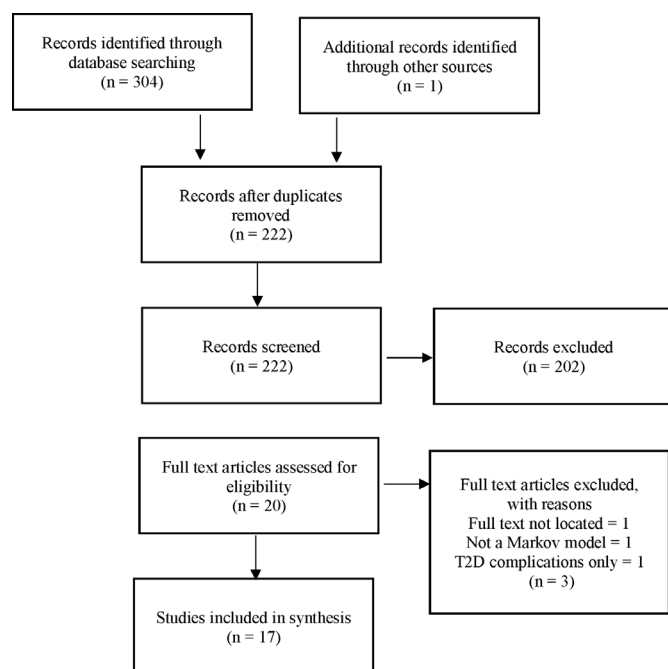 Records identified through
database searching
(n = 304)
Additional records identified
through other sources
(n = 1)
Records after duplicates
removed
(n = 222)
Records screened
(n = 222)
Records excluded
(n = 202)
Full text articles assessed for
eligibility
(n = 20)
Full text articles excluded,
with reasons
Full text not located = 1
Not a Markov model = 1
T2D complications only = 1
(n = 3)
Studies included in synthesis
(n = 17)